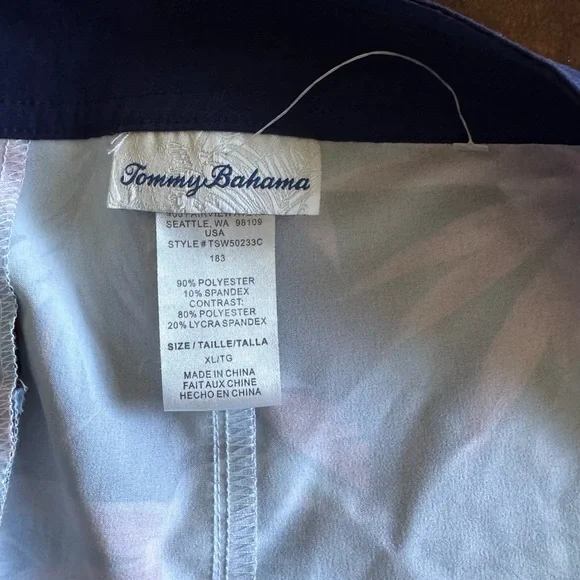 Tommy Bahama
SEATTLE, WA 98109
USA
STYLE # TSW50233C
183
90% POLYESTER
10% SPANDEX
CONTRAST:
80% POLYESTER
20% LYCRA SPANDEX
SIZE / TAILLE/TALLA
XL/TG
MADE IN CHINA
FAIT AUX CHINE
HECHO EN CHINA